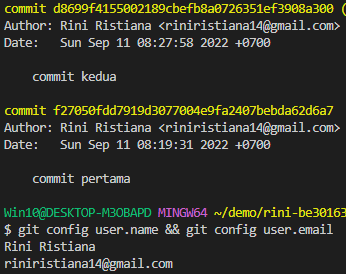 commit d8699f4155002189cbefb8a0726351ef3908a300 (
Author: Rini Ristiana <riniristiana14@gmail.com>
Date:   Sun Sep 11 08:27:58 2022 +0700
commit kedua
commit f27050fdd7919d3077004e9fa2407bebda62d6a7
Author: Rini Ristiana <riniristiana14@gmail.com>
Date:   Sun Sep 11 08:19:31 2022 +0700
commit pertama
Win10@DESKTOP-M3OBAPD MINGW64 ~/demo/rini-be30163
$ git config user.name && git config user.email
Rini Ristiana
riniristiana14@gmail.com